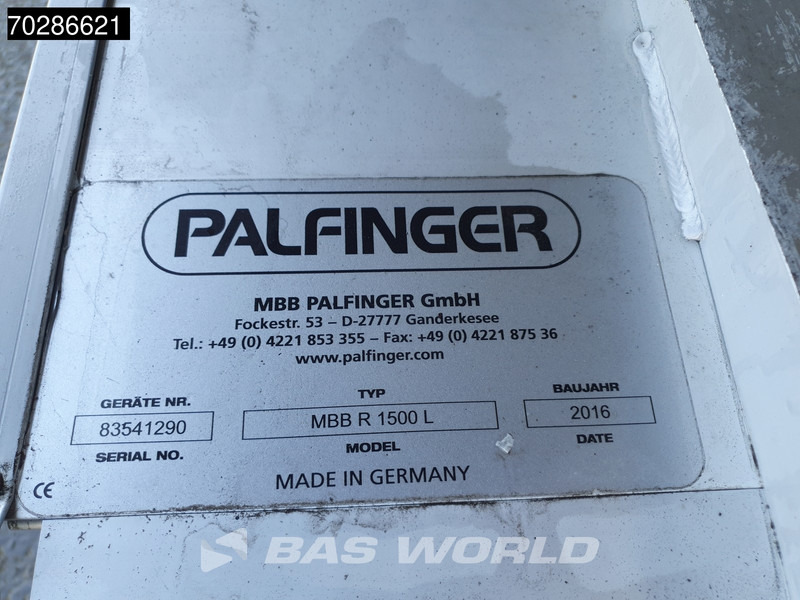 70286621
PALFINGER
MBB PALFINGER GmbH
Fockestr. 53 – D-27777 Ganderkesee
Tel.: +49 (0) 4221 853 355 – Fax: +49 (0) 4221 875 36
www.palfinger.com
GERÄTE NR. TYP BAUJAHR
83541290 MBB R 1500 L 2016
SERIAL NO. MODEL DATE
CE MADE IN GERMANY
BAS WORLD